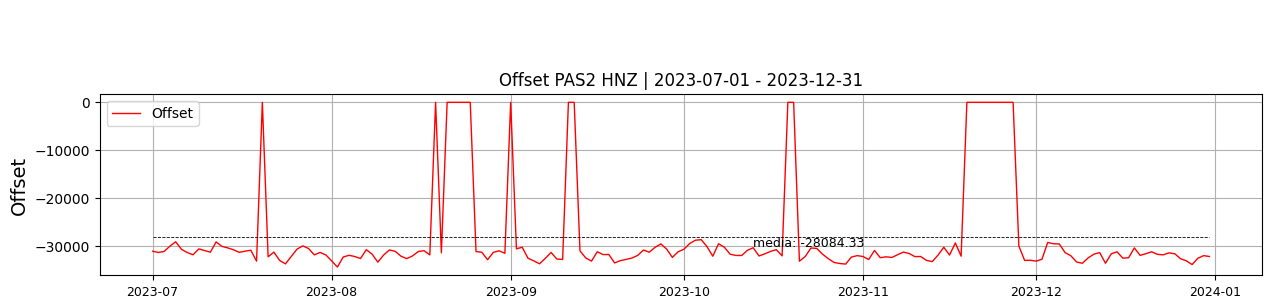 Offset PAS2 HNZ | 2023-07-01 - 2023-12-31
Offset
0
−10000
−20000
−30000
Offset
media: -28084.33
2023-07
2023-08
2023-09
2023-10
2023-11
2023-12
2024-01